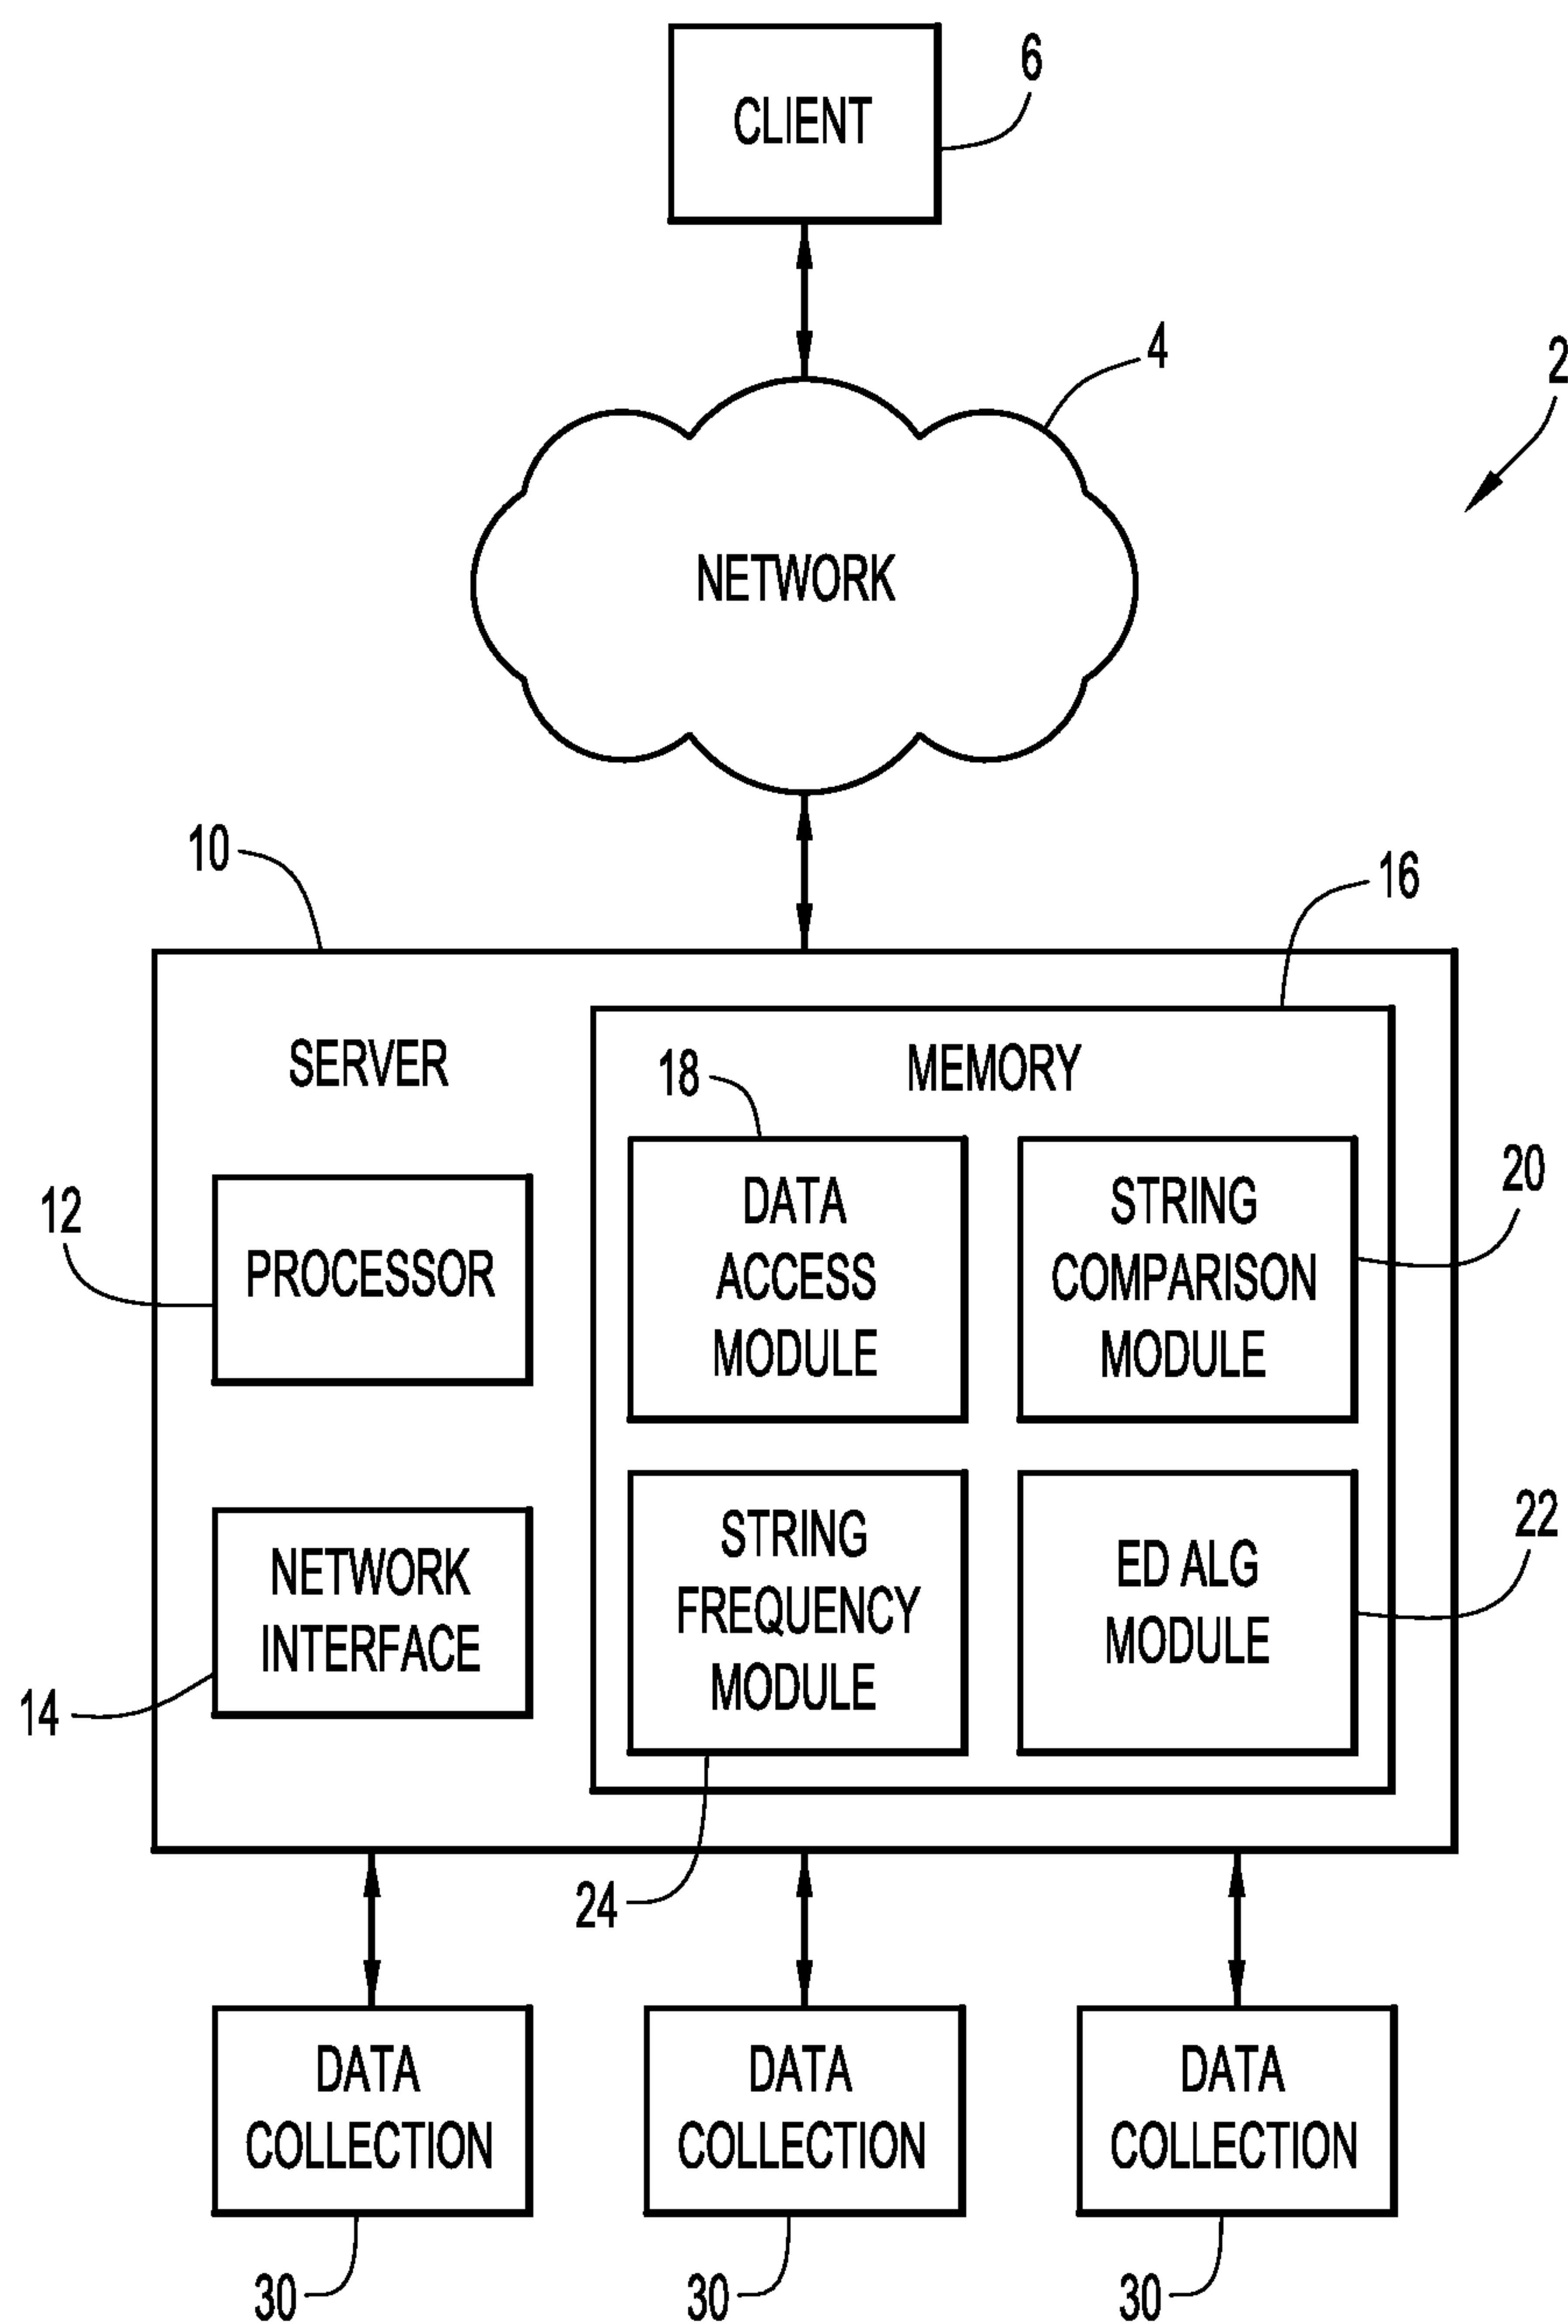 CLIENT
6
4
2
NETWORK
10
16
SERVER
MEMORY
18
DATA
ACCESS
MODULE
STRING
COMPARISON
MODULE
20
12
PROCESSOR
STRING
FREQUENCY
MODULE
ED ALG
MODULE
22
NETWORK
INTERFACE
14
24
DATA
COLLECTION
DATA
COLLECTION
DATA
COLLECTION
30
30
30